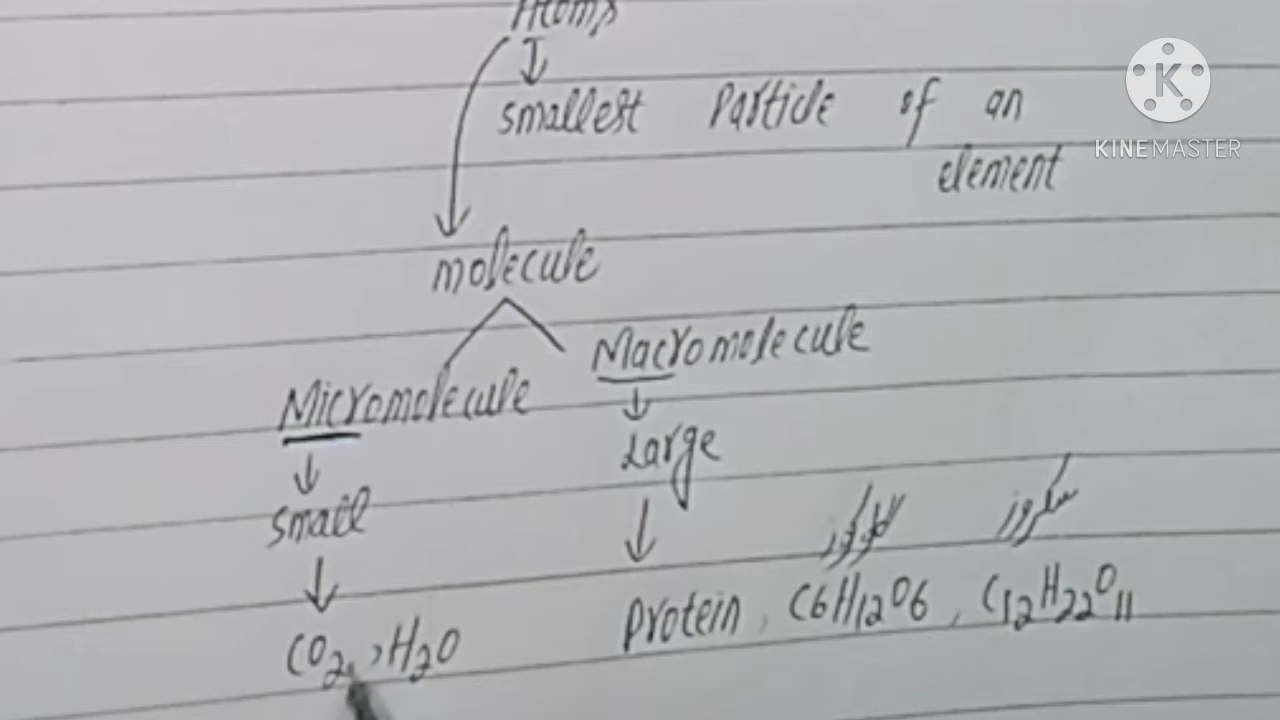 Atoms
smallest particle of an
element
molecule
Micromolecule
Macromolecule
small
Large
CO2, H2O
Protein, C6H12O6, C12H22O11
گلوکوز
سکروز
KINEMASTER